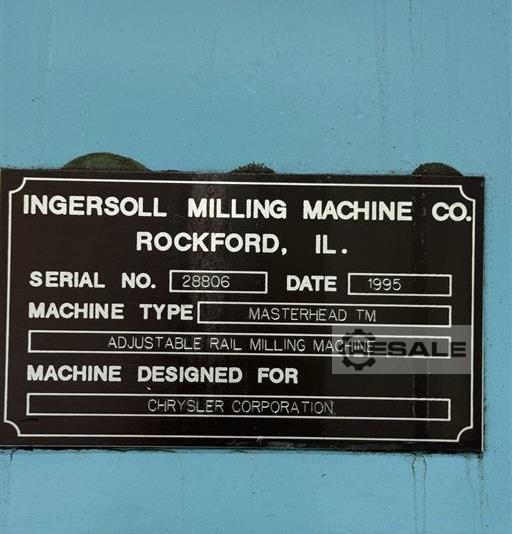 INGERSOLL MILLING MACHINE CO.
ROCKFORD, IL.
SERIAL NO. 28806 DATE 1995
MACHINE TYPE MASTERHEAD TM
ADJUSTABLE RAIL MILLING MACHINE
ESALE
MACHINE DESIGNED FOR
CHRYSLER CORPORATION